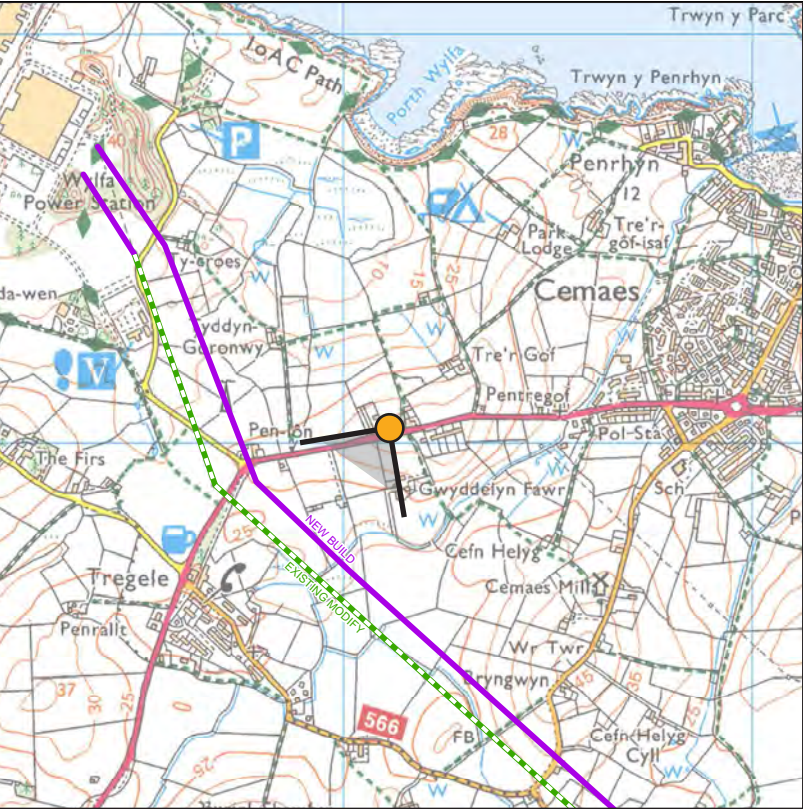 Trwyn y Parc
IoAC Path
Porth Wylfa
Trwyn y Penrhyn
28
W
40
P
Penrhyn
12
Wylfa
Power Station
Park
Lodge
Tre'r-
gof-isaf
Ty-croes
W
10
15
25
da-wen
Cemaes
W
W
W
Tre'r Gof
V
Pentregof
Pen-lôn
Pol Sta
The Firs
W
Sch
Gwyddelyn Fawr
W
25
NEW BUILD
Cefn Helyg
EXISTING MODIFY
Tregele
Cemaes Mill
Penrallt
Wr Twr
Bryngwyn
45
35
37
30
25
566
FB
Cefn-Helyg
Cyll
25
25
W
W